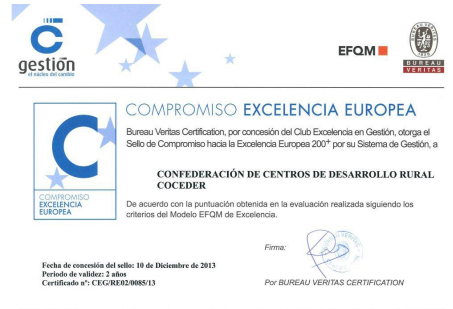 gestión
el núcleo del cambio
EFQM
BUREAU
VERITAS
COMPROMISO EXCELENCIA EUROPEA
Bureau Veritas Certification, por concesión del Club Excelencia en Gestión, otorga el
Sello de Compromiso hacia la Excelencia Europea 200+ por su Sistema de Gestión, a
CONFEDERACIÓN DE CENTROS DE DESARROLLO RURAL
COCEDER
COMPROMISO
EXCELENCIA
EUROPEA
De acuerdo con la puntuación obtenida en la evaluación realizada siguiendo los
criterios del Modelo EFQM de Excelencia.
Firma:
Fecha de concesión del sello: 10 de Diciembre de 2013
Periodo de validez: 2 años
Certificado nº: CEG/RE02/0085/13
Por BUREAU VERITAS CERTIFICATION